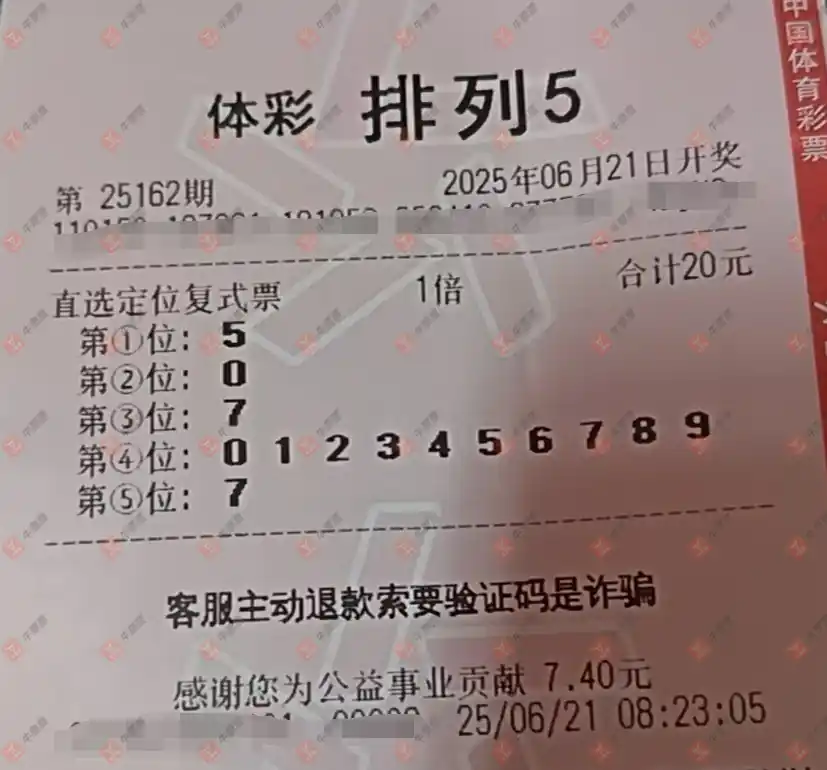 中国体育彩票
体彩 排列5
第 25162期 2025年06月21日开奖
直选定位复式票 1倍 合计20元
第①位: 5
第②位: 0
第③位: 7
第④位: 0 1 2 3 4 5 6 7 8 9
第⑤位: 7
客服主动退款索要验证码是诈骗
感谢您为公益事业贡献 7.40元
25/06/21 08:23:05